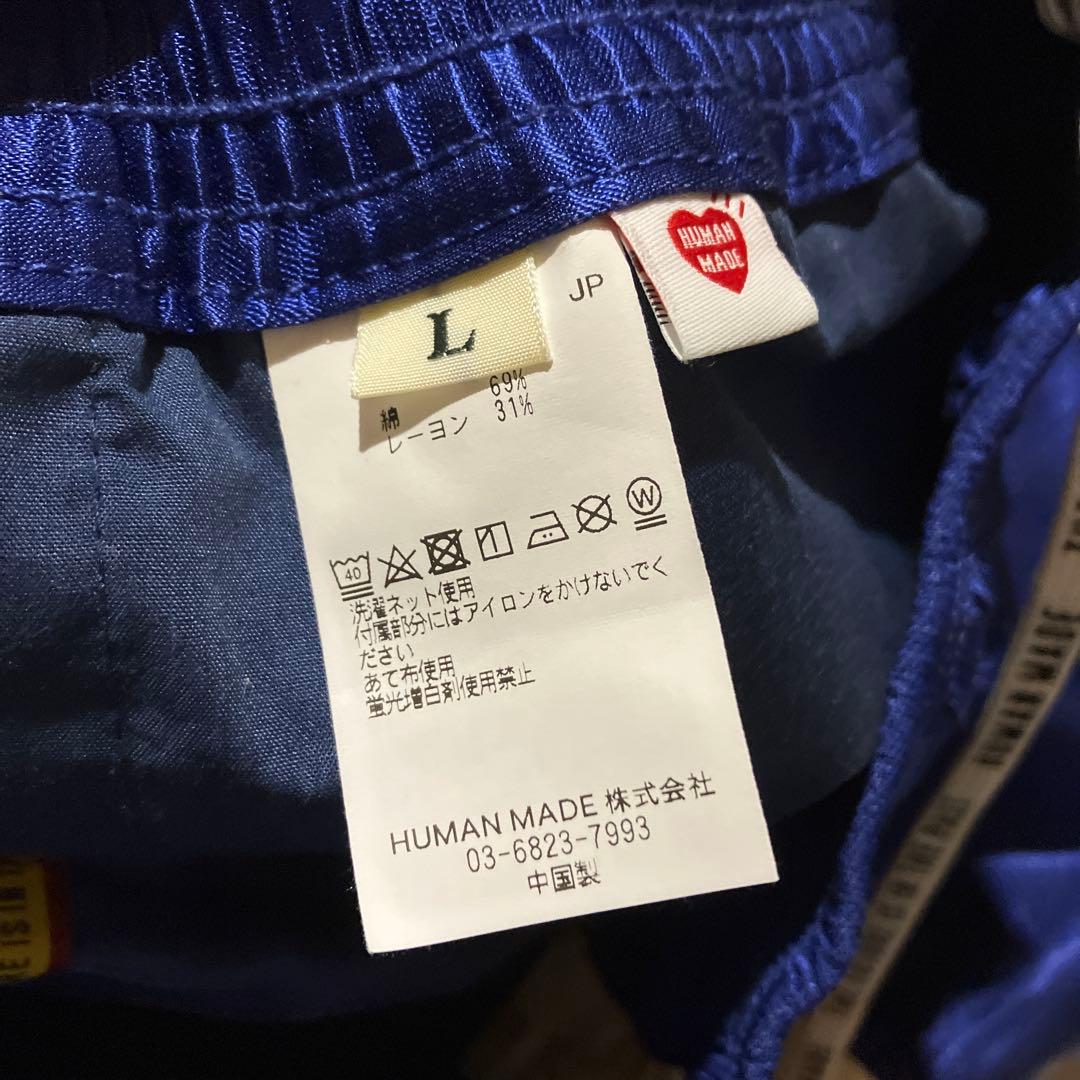 HUMAN
MADE
JP
L
綿 69%
レーヨン 31%
40
W
洗濯ネット使用
付属部分にはアイロンをかけないでく
ださい
あて布使用
蛍光増白剤使用禁止
HUMAN MADE 株式会社
03-6823-7993
中国製
HUMAN MADE